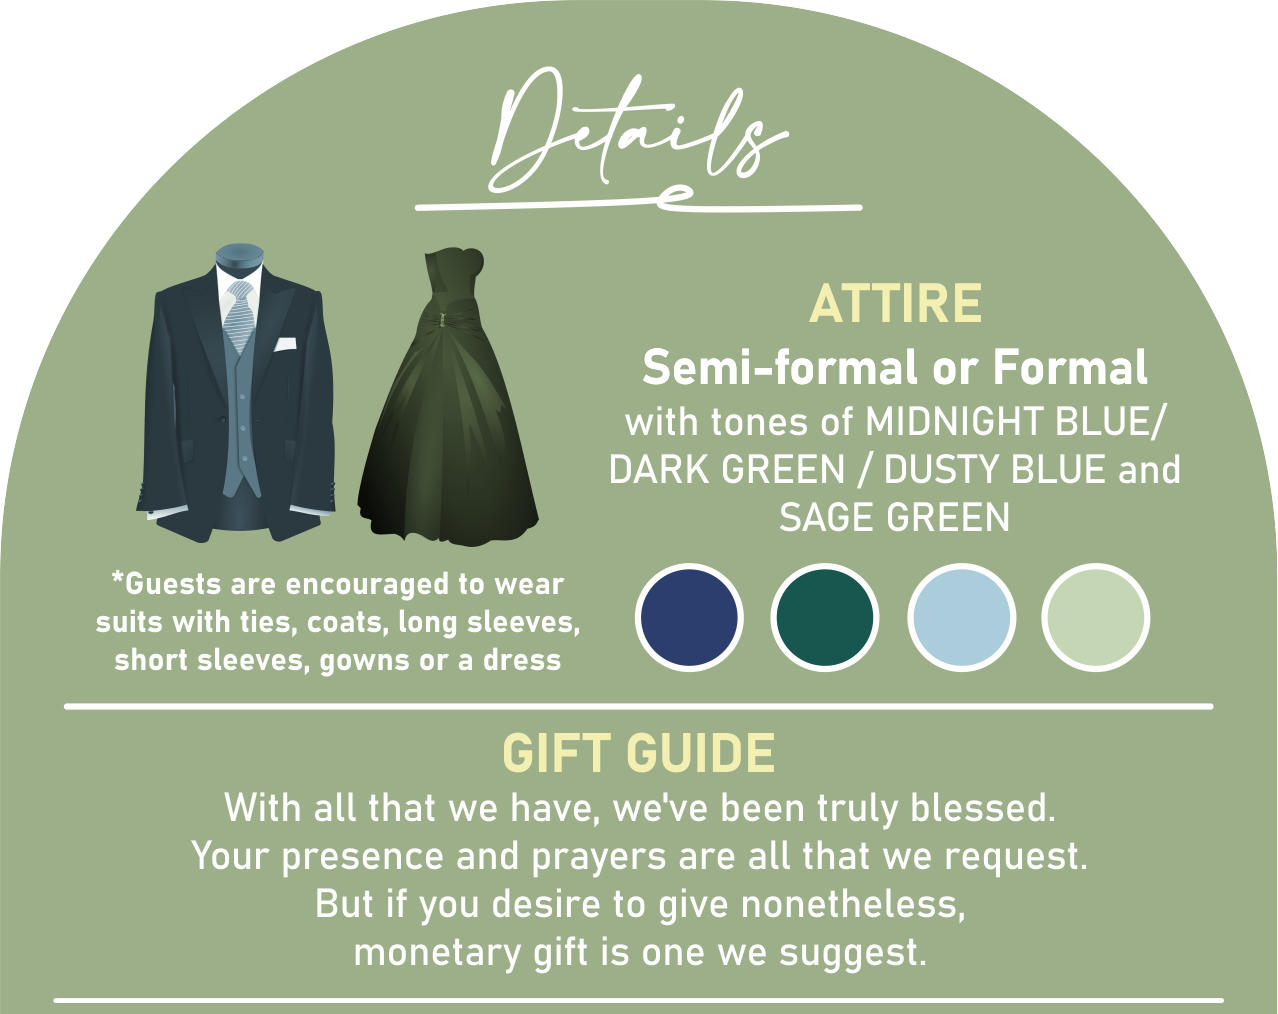 Details
ATTIRE
Semi-formal or Formal
with tones of MIDNIGHT BLUE/
DARK GREEN / DUSTY BLUE and
SAGE GREEN
*Guests are encouraged to wear
suits with ties, coats, long sleeves,
short sleeves, gowns or a dress
GIFT GUIDE
With all that we have, we've been truly blessed.
Your presence and prayers are all that we request.
But if you desire to give nonetheless,
monetary gift is one we suggest.